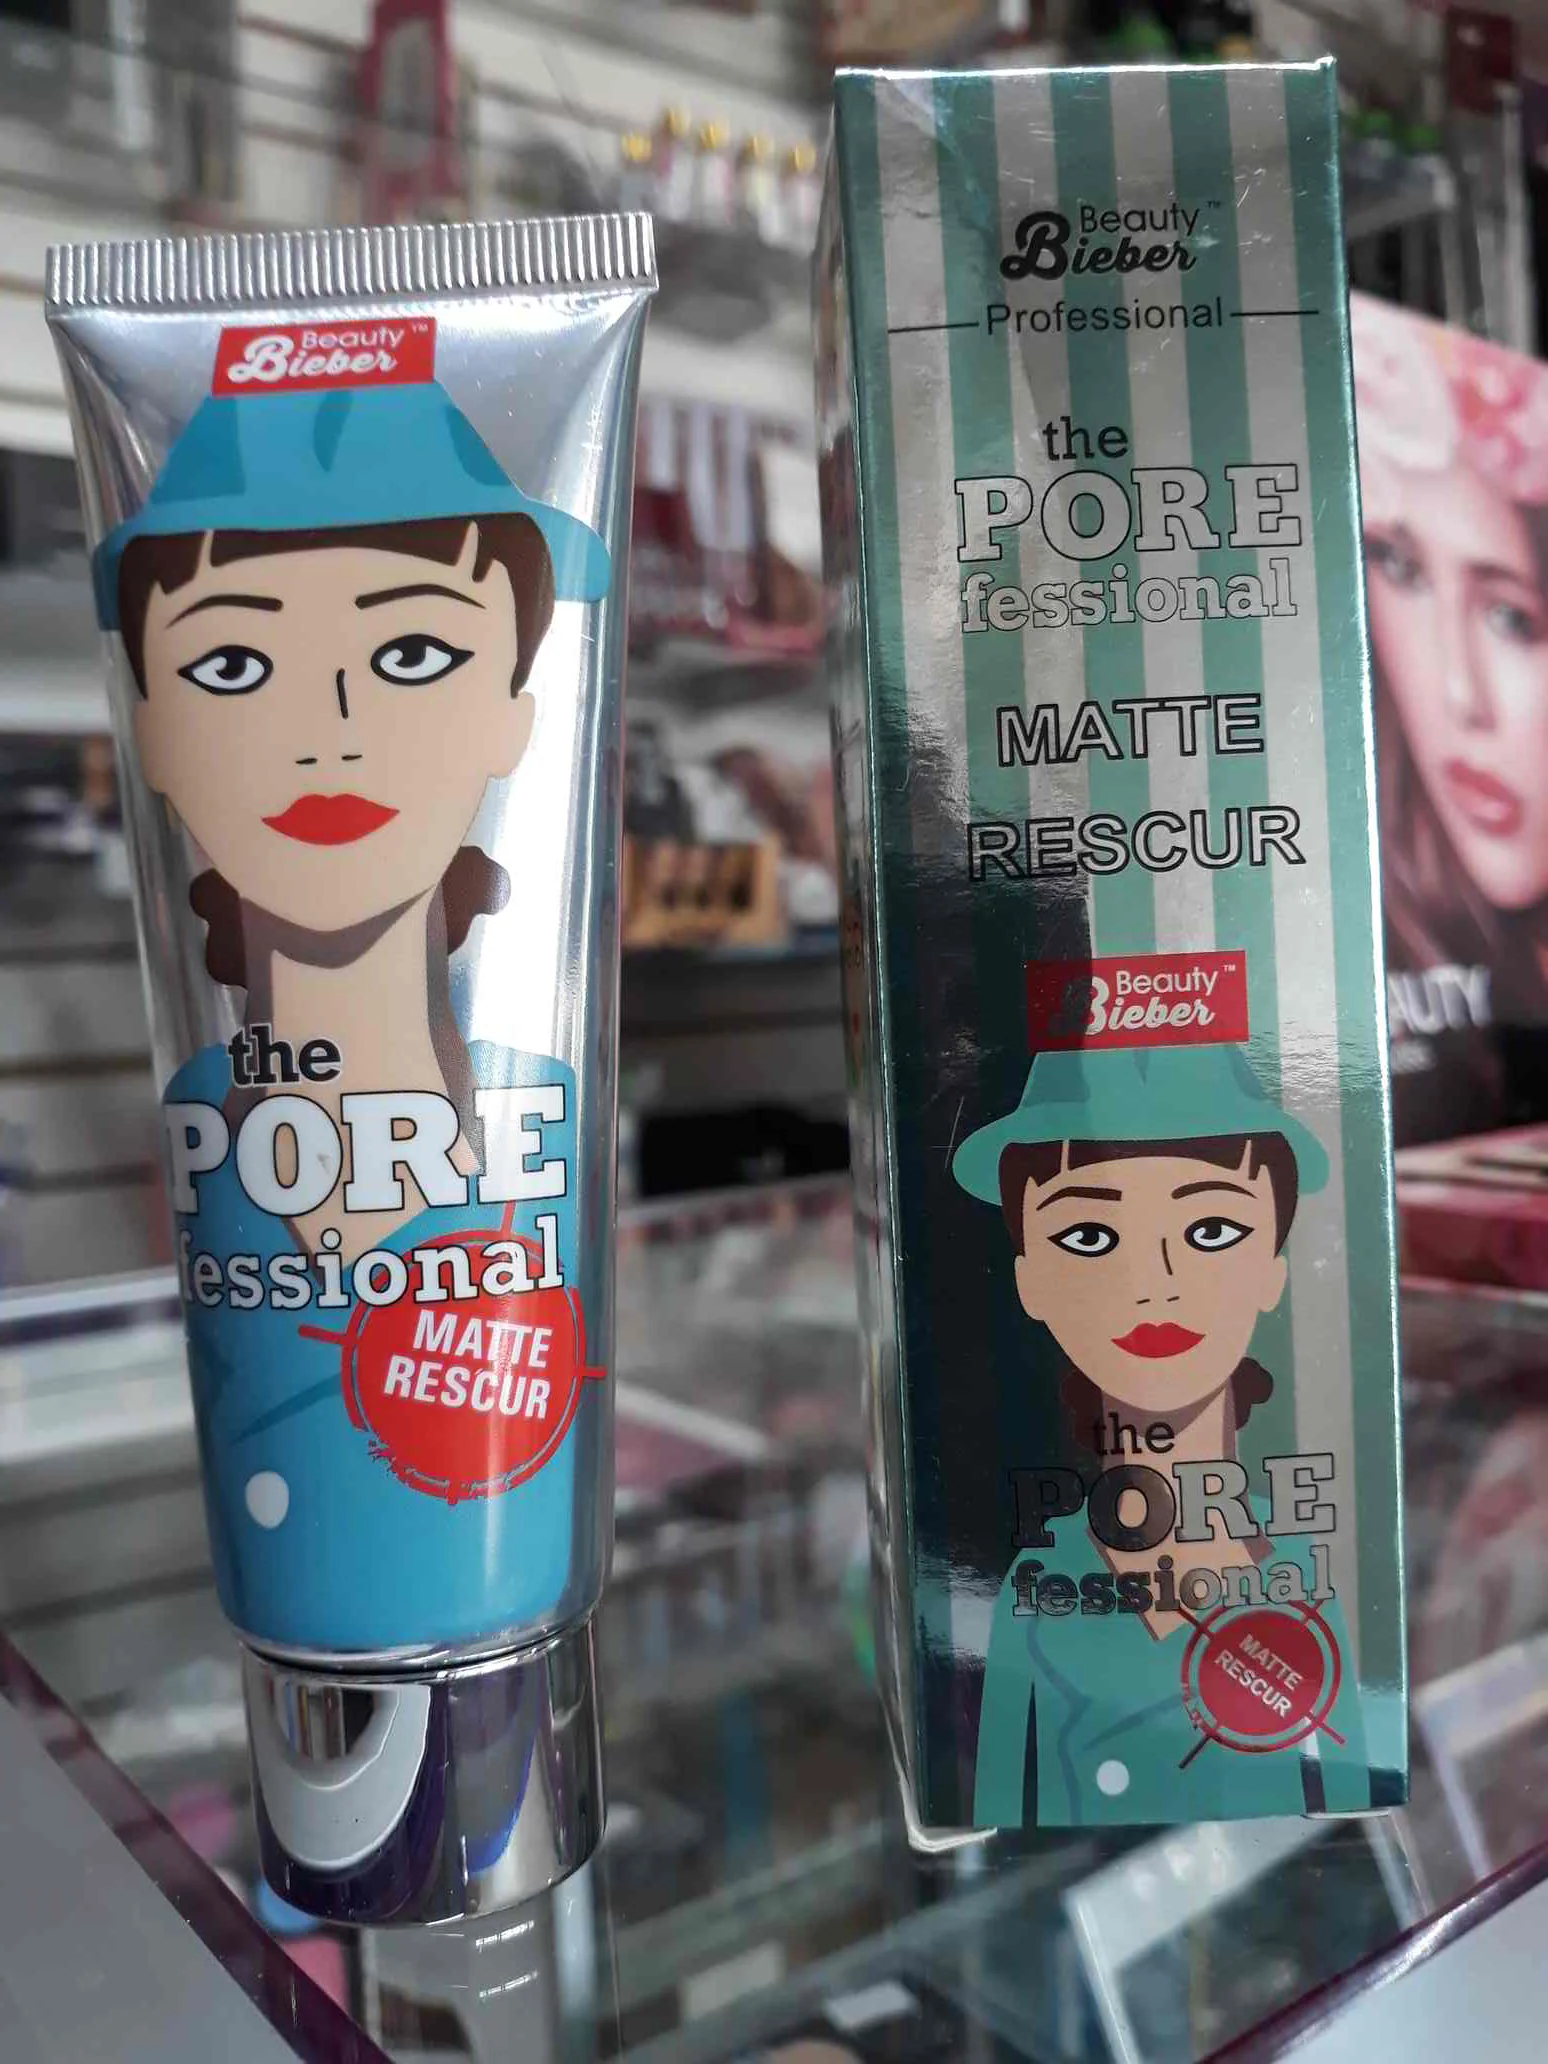 Beauty™
Bieber
the
PORE
fessional
MATTE
RESCUR
Beauty™
Bieber
Professional
the
PORE
fessional
MATTE
RESCUR
Beauty™
Bieber
the
PORE
fessional
MATTE
RESCUR